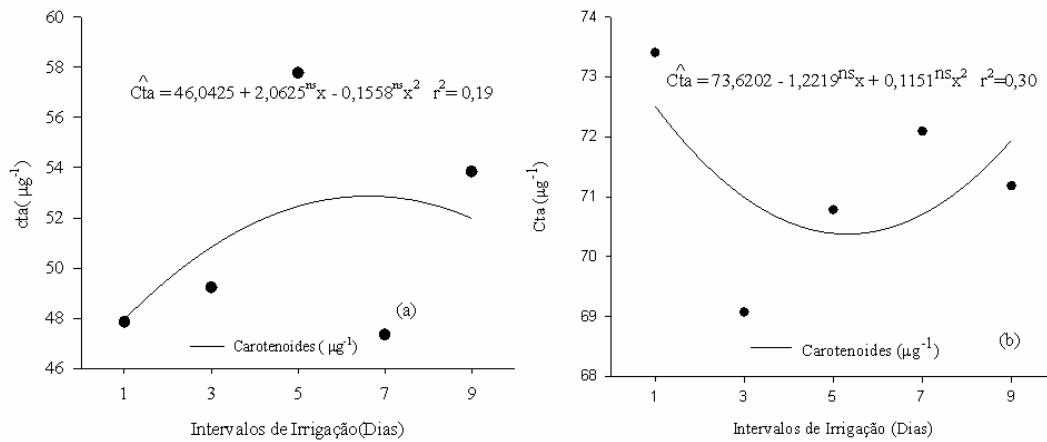 60
58
56
54
52
50
48
46
cta( μg⁻¹)
Ĉta = 46,0425 + 2,0625ⁿˢx - 0,1558ⁿˢx² r² = 0,19
(a)
Carotenoides ( μg⁻¹)
1 3 5 7 9
Intervalos de Irrigação(Dias)
74
73
72
71
70
69
68
Cta (μg⁻¹)
Ĉta = 73,6202 - 1,2219ⁿˢx + 0,1151ⁿˢx² r²=0,30
Carotenoides (μg⁻¹)
(b)
1 3 5 7 9
Intervalos de Irrigação (Dias)